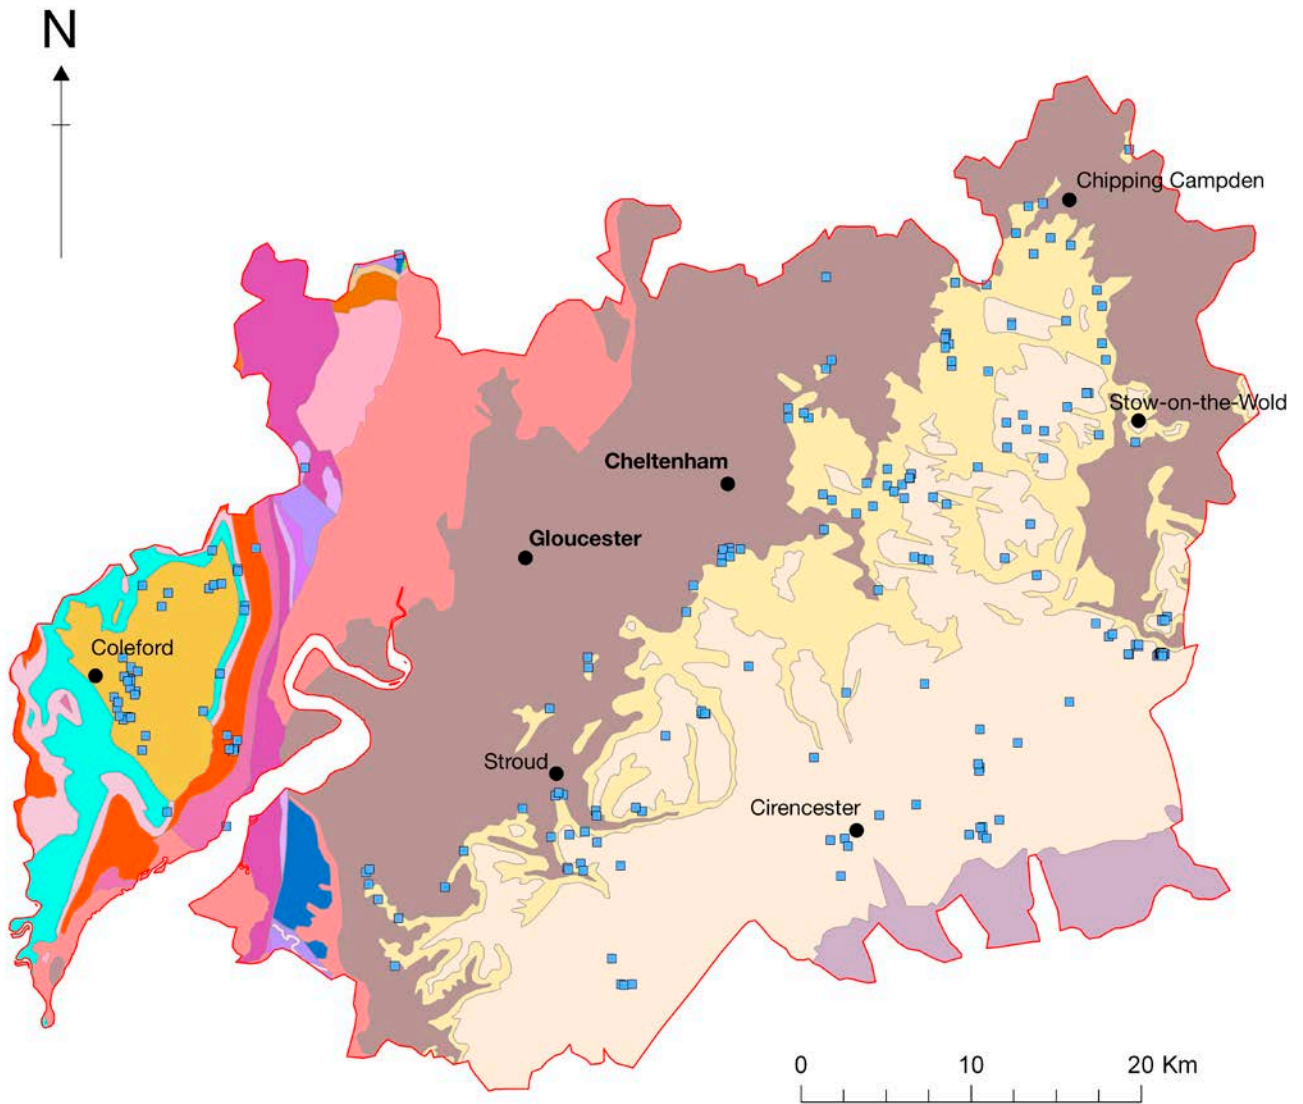 N
Chipping Campden
Stow-on-the-Wold
Cheltenham
Gloucester
Coleford
Stroud
Cirencester
0 10 20 Km